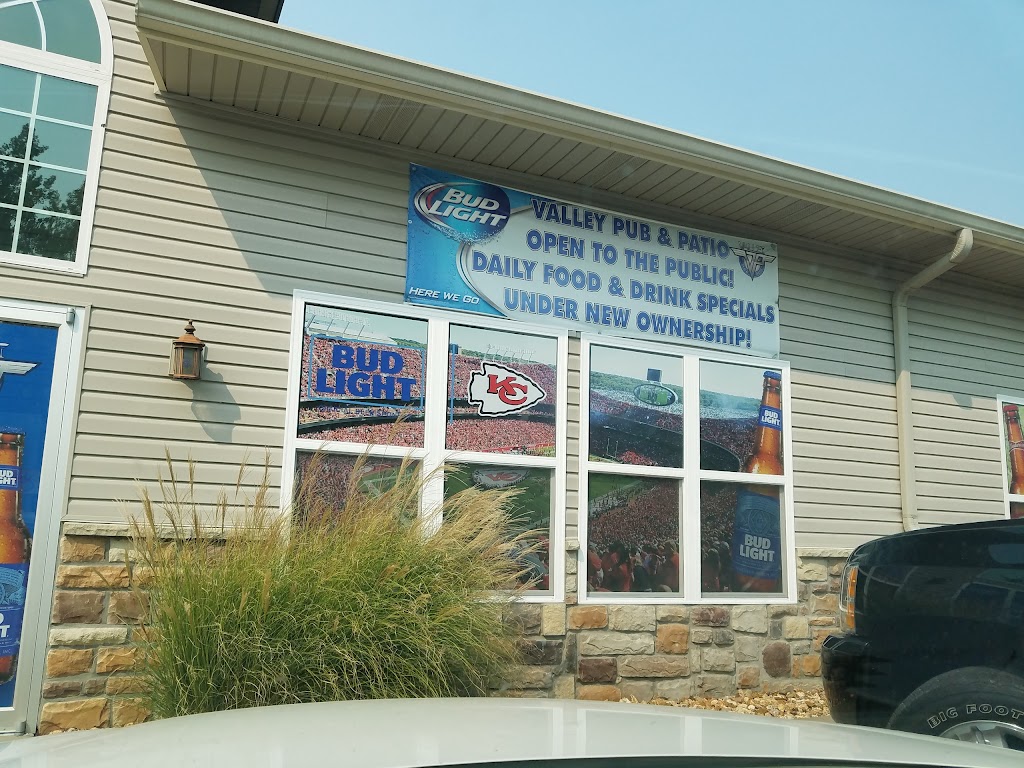 BUD
LIGHT
HERE WE GO
VALLEY PUB & PATIO
OPEN TO THE PUBLIC!
DAILY FOOD & DRINK SPECIALS
UNDER NEW OWNERSHIP!
BUD
LIGHT
KC
BUD
LIGHT
BUD
LIGHT
BIG FOOT